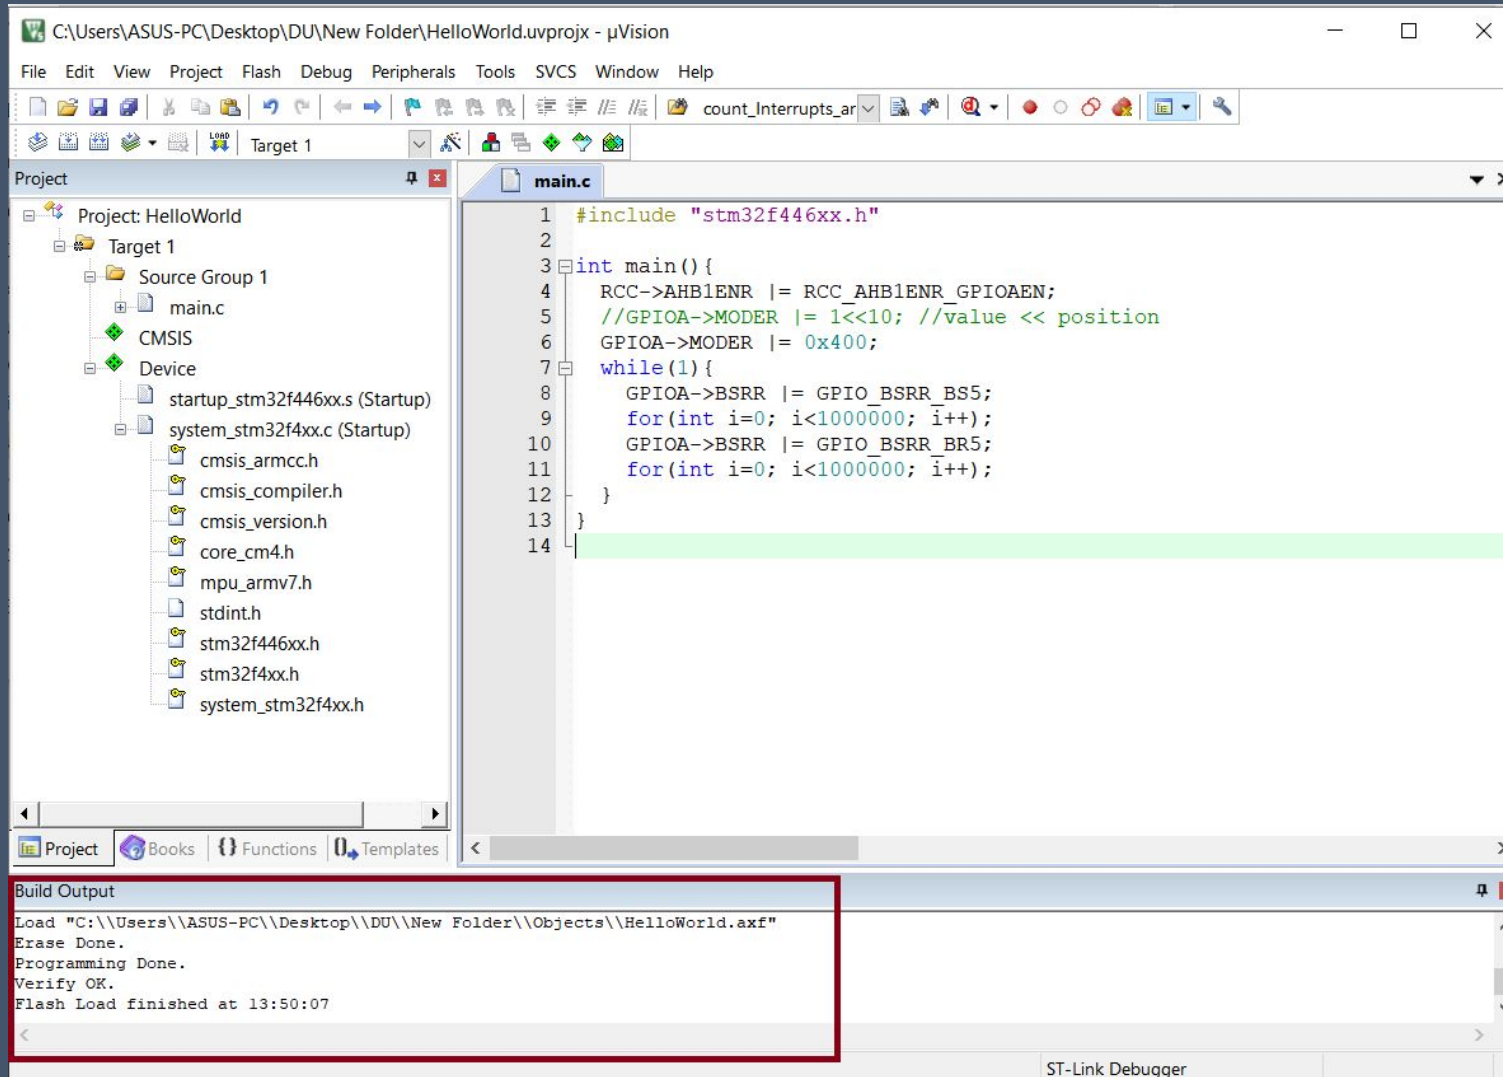 C:\Users\ASUS-PC\Desktop\DU\New Folder\HelloWorld.uvprojx - µVision
File Edit View Project Flash Debug Peripherals Tools SVCS Window Help
count_Interrupts_ar
LOAD Target 1
Project
main.c
Project: HelloWorld
Target 1
Source Group 1
main.c
CMSIS
Device
startup_stm32f446xx.s (Startup)
system_stm32f4xx.c (Startup)
cmsis_armcc.h
cmsis_compiler.h
cmsis_version.h
core_cm4.h
mpu_armv7.h
stdint.h
stm32f446xx.h
stm32f4xx.h
system_stm32f4xx.h
Project Books {} Functions Templates
1 #include "stm32f446xx.h"
2
3 int main(){
4 RCC->AHB1ENR |= RCC_AHB1ENR_GPIOAEN;
5 //GPIOA->MODER |= 1<<10; //value << position
6 GPIOA->MODER |= 0x400;
7 while(1){
8 GPIOA->BSRR |= GPIO_BSRR_BS5;
9 for(int i=0; i<1000000; i++);
10 GPIOA->BSRR |= GPIO_BSRR_BR5;
11 for(int i=0; i<1000000; i++);
12 }
13 }
14
Build Output
Load "C:\\Users\\ASUS-PC\\Desktop\\DU\\New Folder\\Objects\\HelloWorld.axf"
Erase Done.
Programming Done.
Verify OK.
Flash Load finished at 13:50:07
ST-Link Debugger